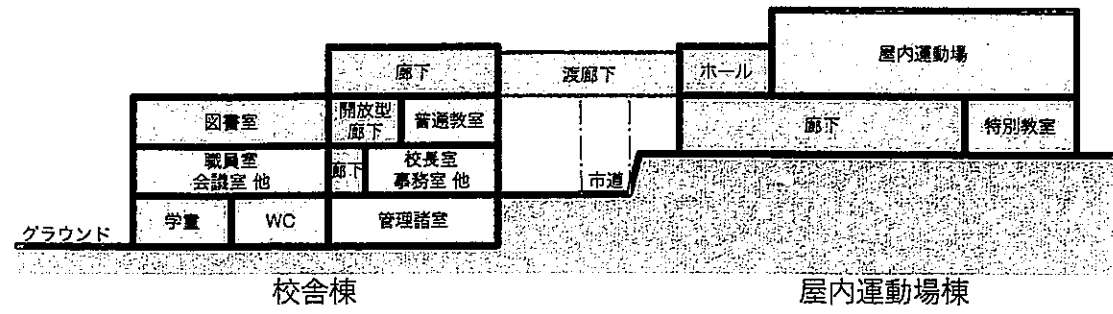 屋内運動場
廊下
渡廊下
ホール
図書室
開放型
廊下
普通教室
廊下
特別教室
職員室
会議室 他
廊下
校長室
事務室 他
市道
学童
WC
管理諸室
グラウンド
校舎棟
屋内運動場棟